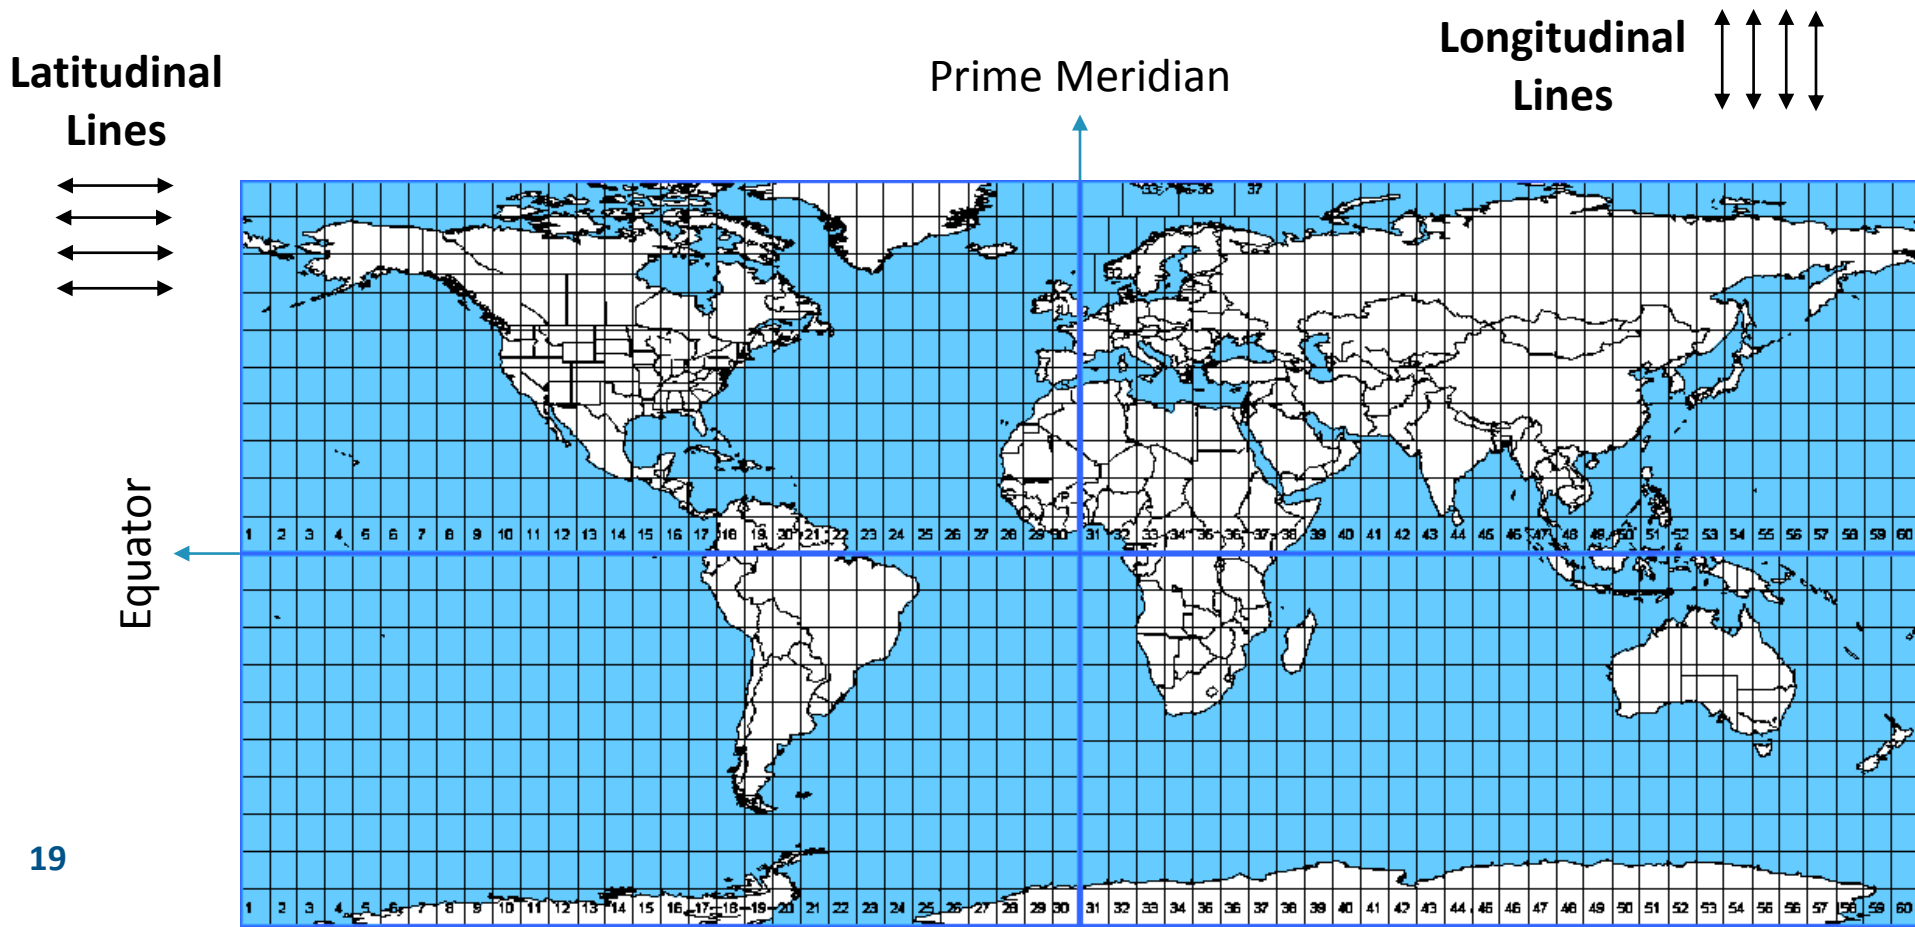 Longitudinal
Lines
Latitudinal
Lines
Prime Meridian
33 35 37
32
Equator
1 2 3 4 5 6 7 8 9 10 11 12 13 14 15 16 17 18 19 20 21 22 23 24 25 26 27 28 29 30 31 32 33 34 35 36 37 38 39 40 41 42 43 44 45 46 47 48 49 50 51 52 53 54 55 56 57 58 59 60
19
1 2 3 4 5 6 7 8 9 10 11 12 13 14 15 16 17 18 19 20 21 22 23 24 25 26 27 28 29 30 31 32 33 34 35 36 37 38 39 40 41 42 43 44 45 46 47 48 49 50 51 52 53 54 55 56 57 58 59 60